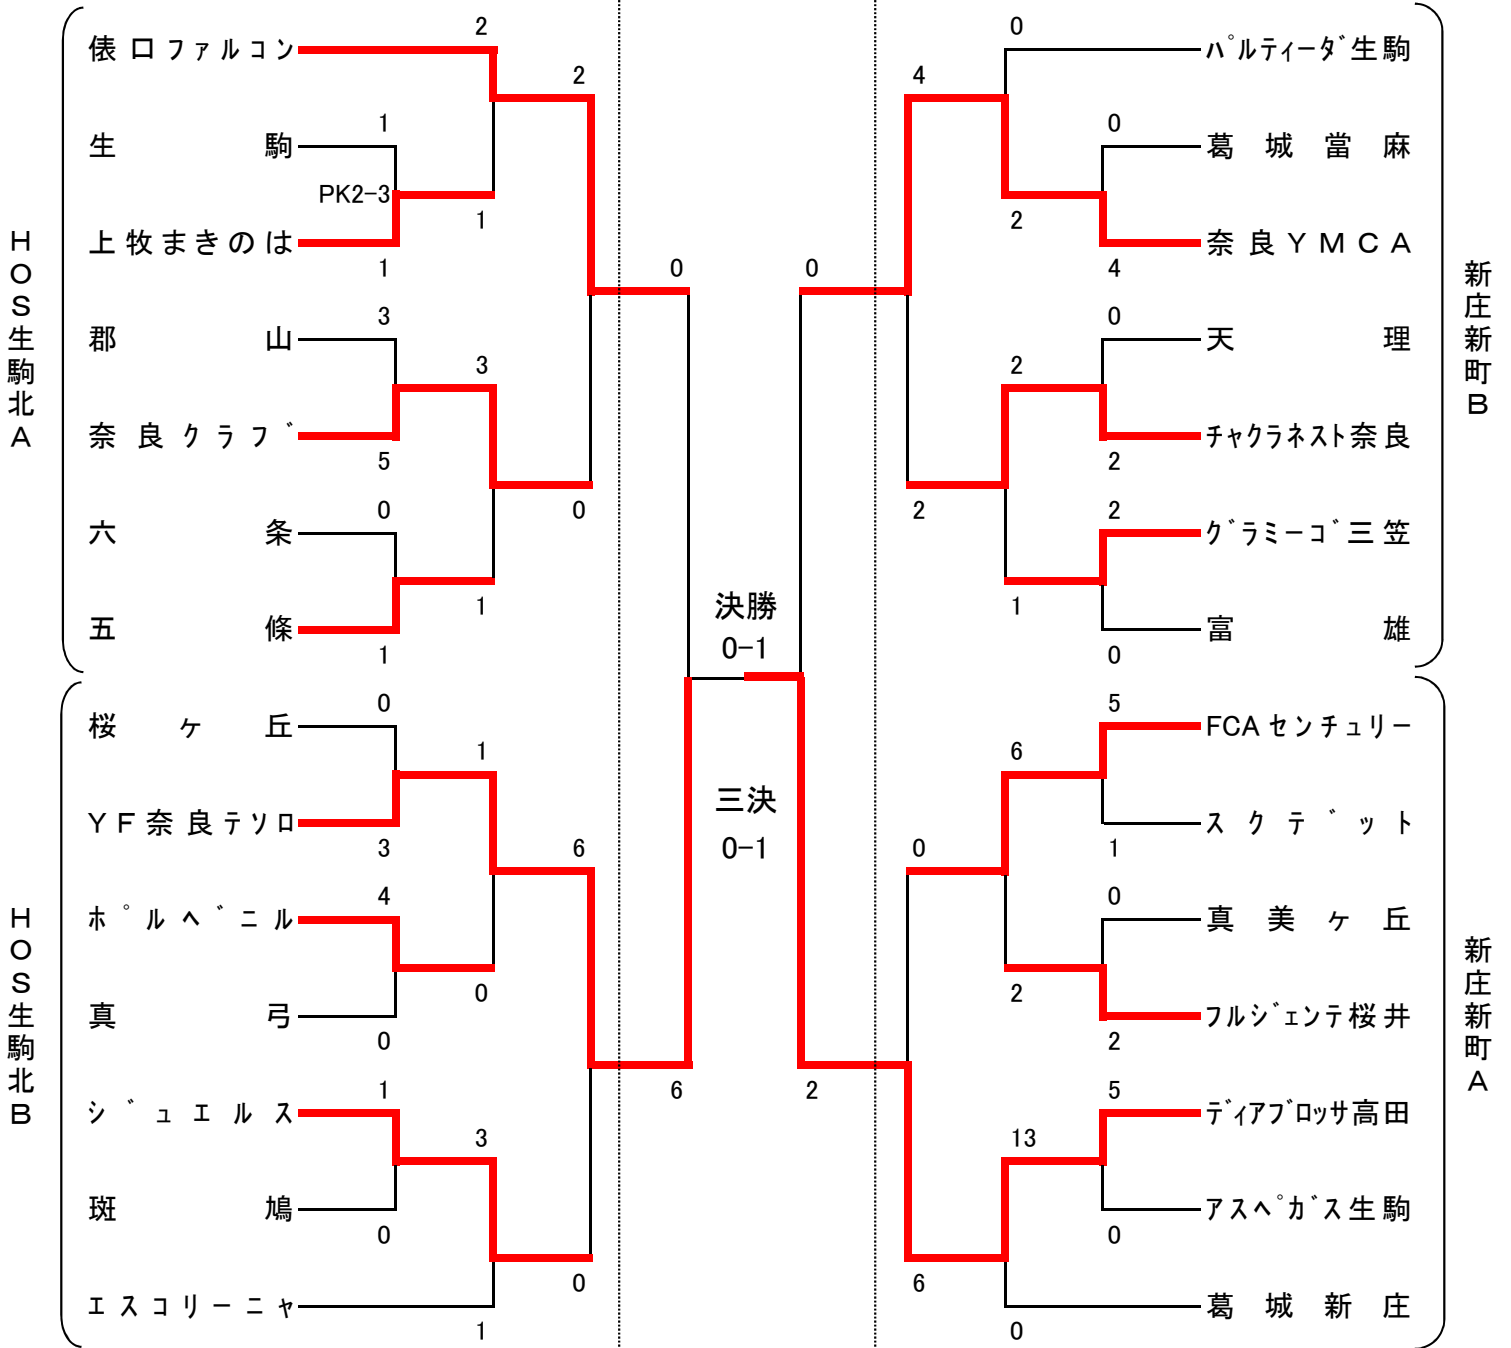 HOS生駒北A
俵口ファルコン
2
2
生駒
1
PK2-3
1
上牧まきのは
1
郡山
3
3
奈良クラブ
5
0
六条
0
五條
1
1
0
HOS生駒北B
桜ヶ丘
0
1
YF奈良テソロ
3
6
ポルベニル
4
0
真弓
0
6
ジュエルス
1
3
斑鳩
0
0
エスコリーニャ
1
決勝
0-1
三決
0-1
新庄新町B
パルティーダ生駒
0
4
葛城當麻
0
2
奈良YMCA
4
0
天理
0
2
チャクラネスト奈良
2
2
グラミーゴ三笠
2
1
富雄
0
新庄新町A
FCAセンチュリー
5
6
スクデット
1
0
真美ヶ丘
0
2
フルジェンテ桜井
2
2
ディアブロッサ高田
5
13
アスペガス生駒
0
6
葛城新庄
0